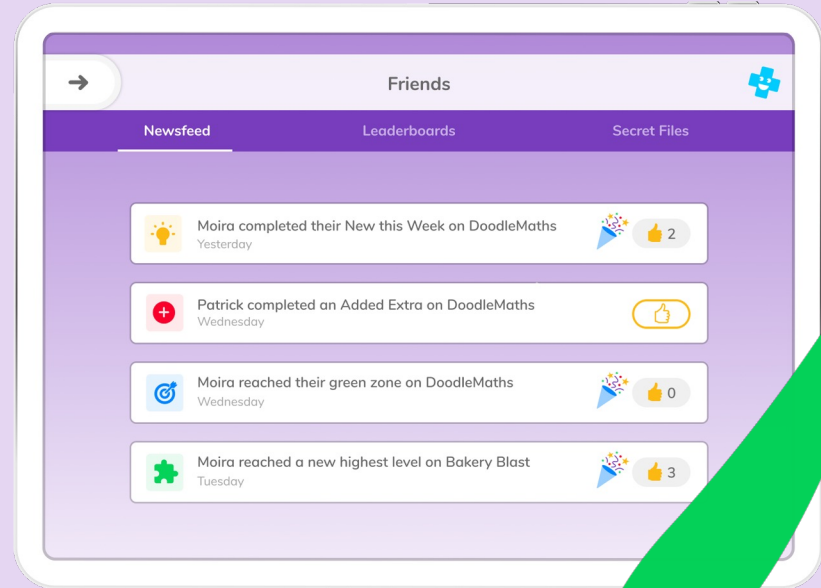 Friends
Newsfeed
Leaderboards
Secret Files
Moira completed their New this Week on DoodleMaths
Yesterday
2
Patrick completed an Added Extra on DoodleMaths
Wednesday
Moira reached their green zone on DoodleMaths
Wednesday
0
Moira reached a new highest level on Bakery Blast
Tuesday
3